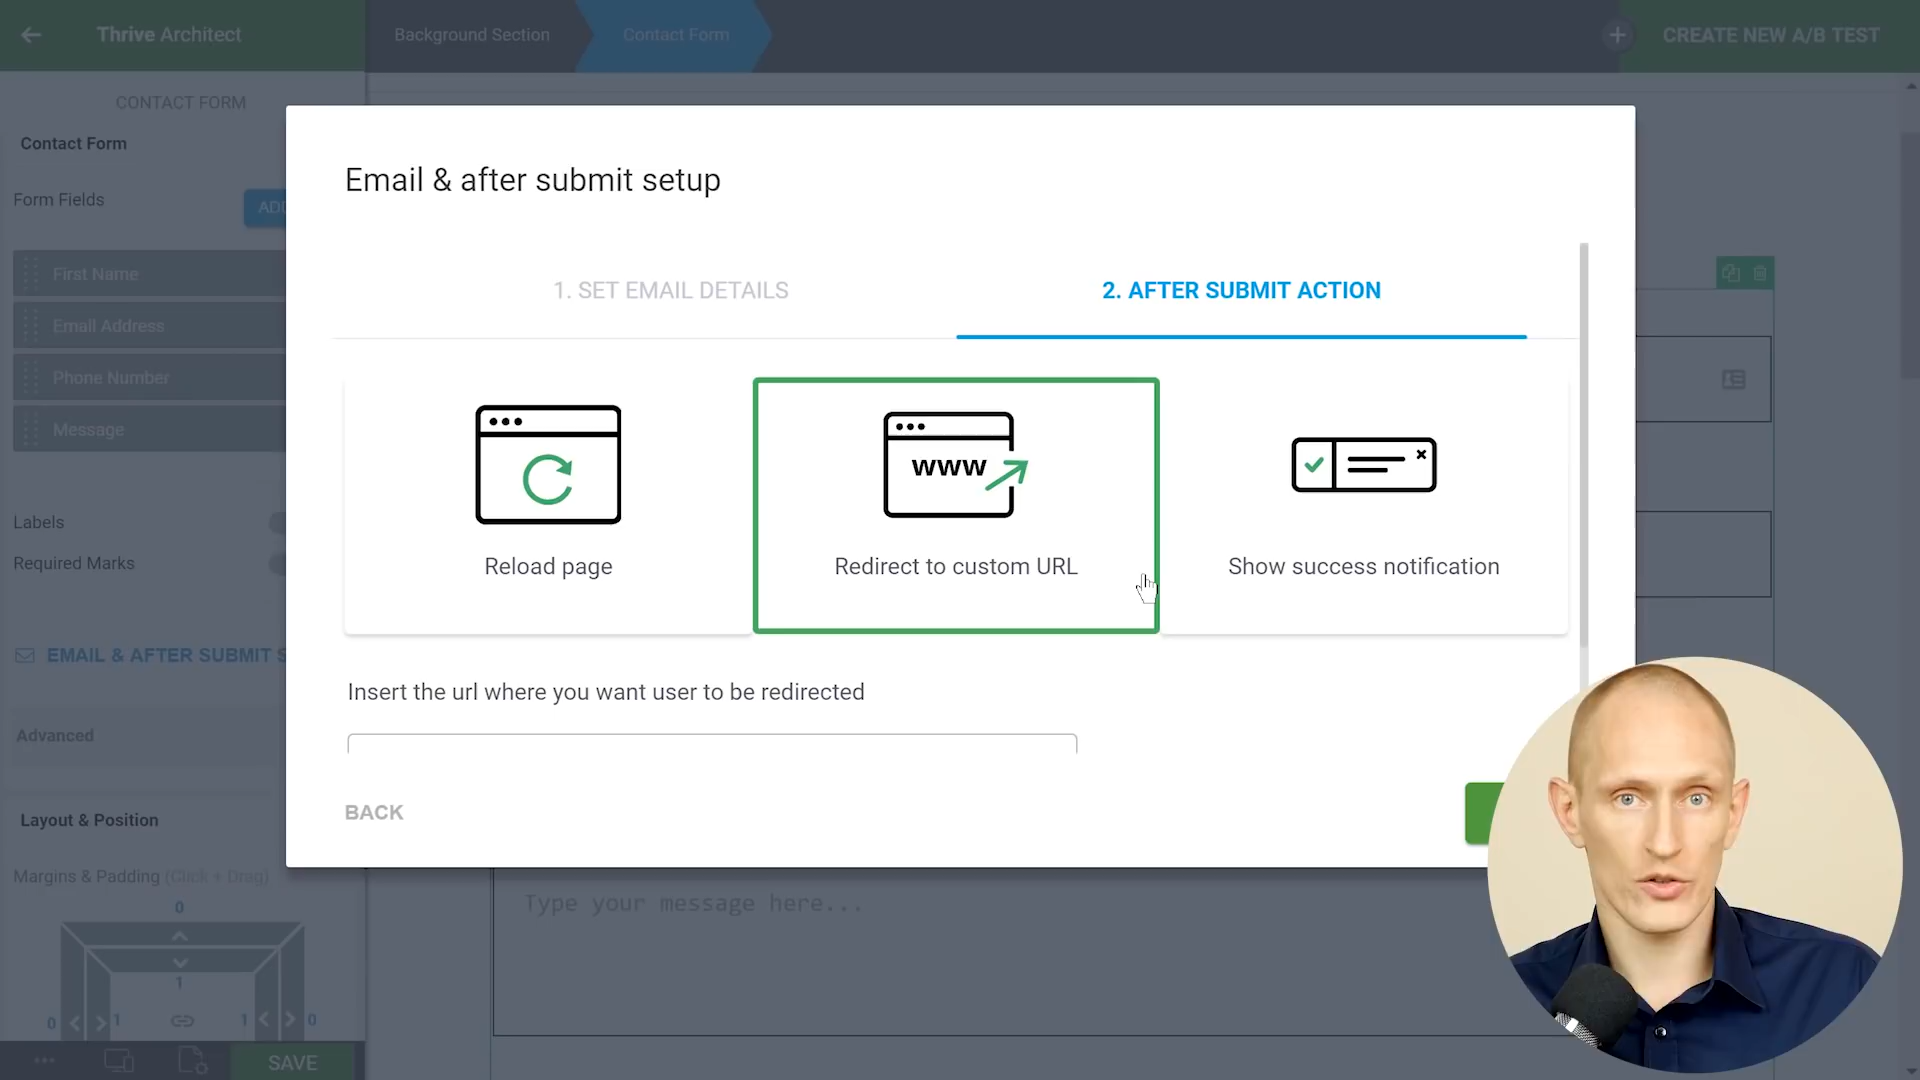 Thrive Architect
Background Section
Contact Form
CREATE NEW A/B TEST
CONTACT FORM
Contact Form
Form Fields
First Name
Email Address
Phone Number
Message
Labels
Required Marks
EMAIL & AFTER SUBMIT
Advanced
Layout & Position
Margins & Padding (Click + Drag)
0
1
0
1
1
0
SAVE
Email & after submit setup
1. SET EMAIL DETAILS
2. AFTER SUBMIT ACTION
www
Reload page
Redirect to custom URL
Show success notification
Insert the url where you want user to be redirected
BACK
Type your message here...